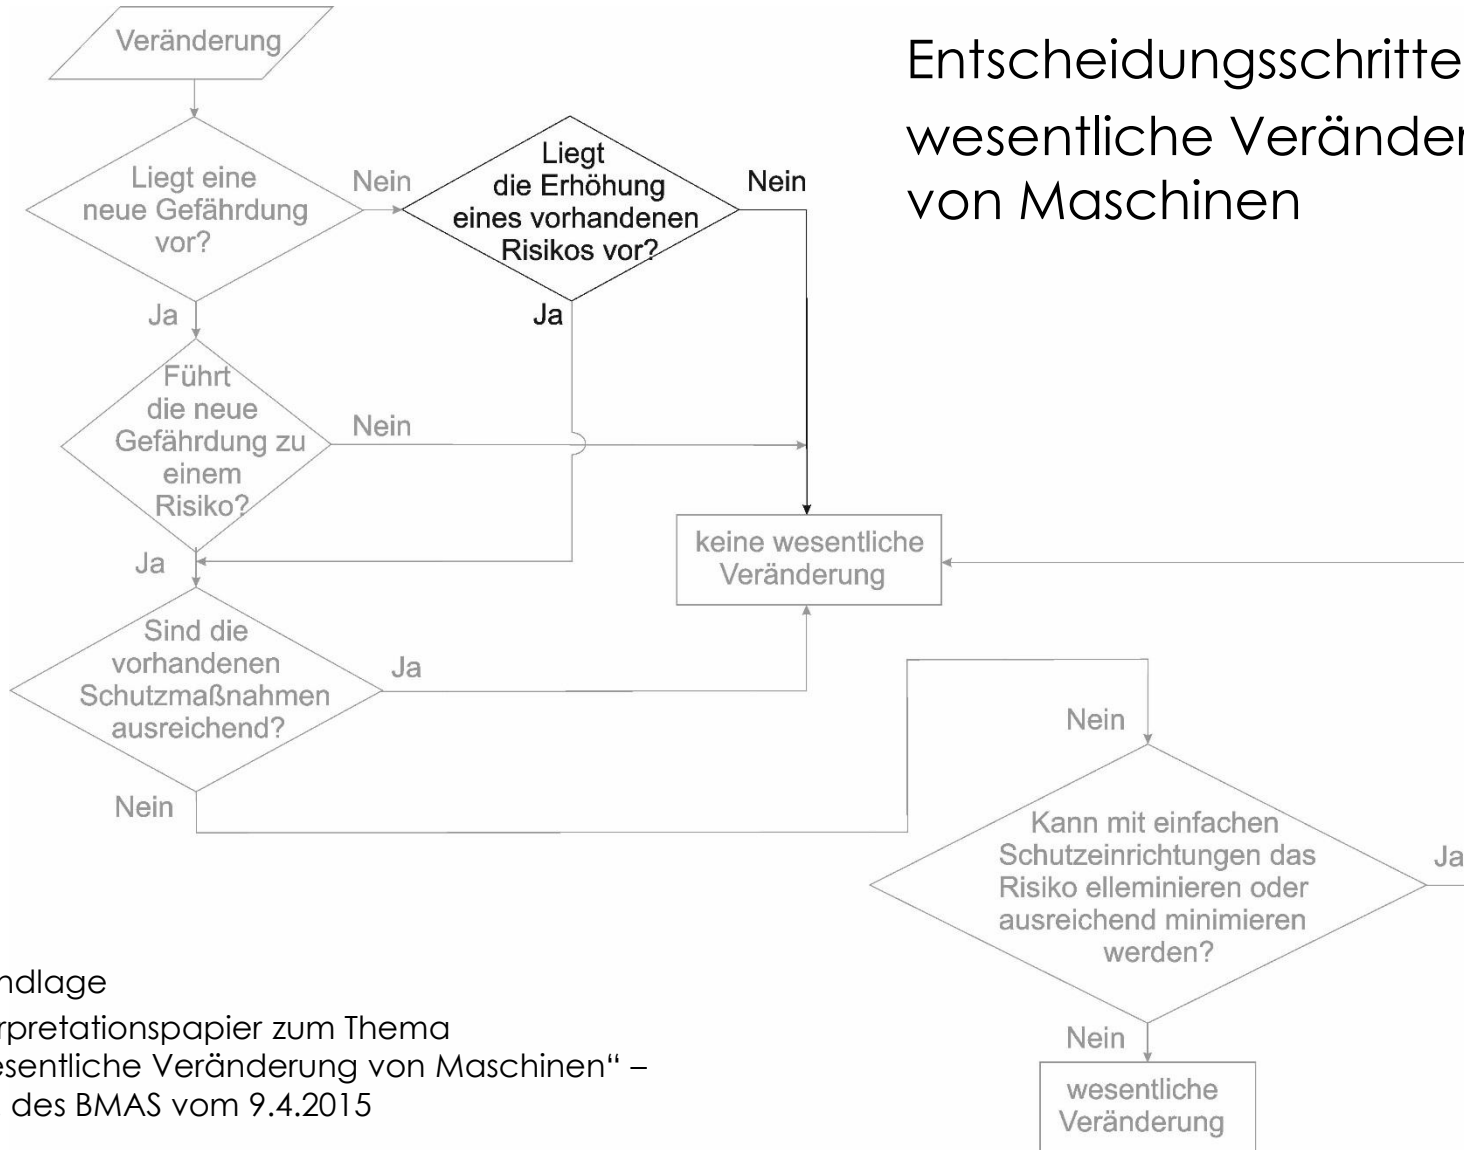 Veränderung
Entscheidungsschritte
wesentliche Veränder
von Maschinen
Liegt eine
neue Gefährdung
vor?
Nein
Liegt
die Erhöhung
eines vorhandenen
Risikos vor?
Nein
Ja
Ja
Führt
die neue
Gefährdung zu
einem
Risiko?
Nein
Ja
keine wesentliche
Veränderung
Sind die
vorhandenen
Schutzmaßnahmen
ausreichend?
Ja
Nein
Nein
Kann mit einfachen
Schutzeinrichtungen das
Risiko elleminieren oder
ausreichend minimieren
werden?
Ja
Nein
wesentliche
Veränderung
ndlage
rpretationspapier zum Thema
esentliche Veränderung von Maschinen“ –
des BMAS vom 9.4.2015